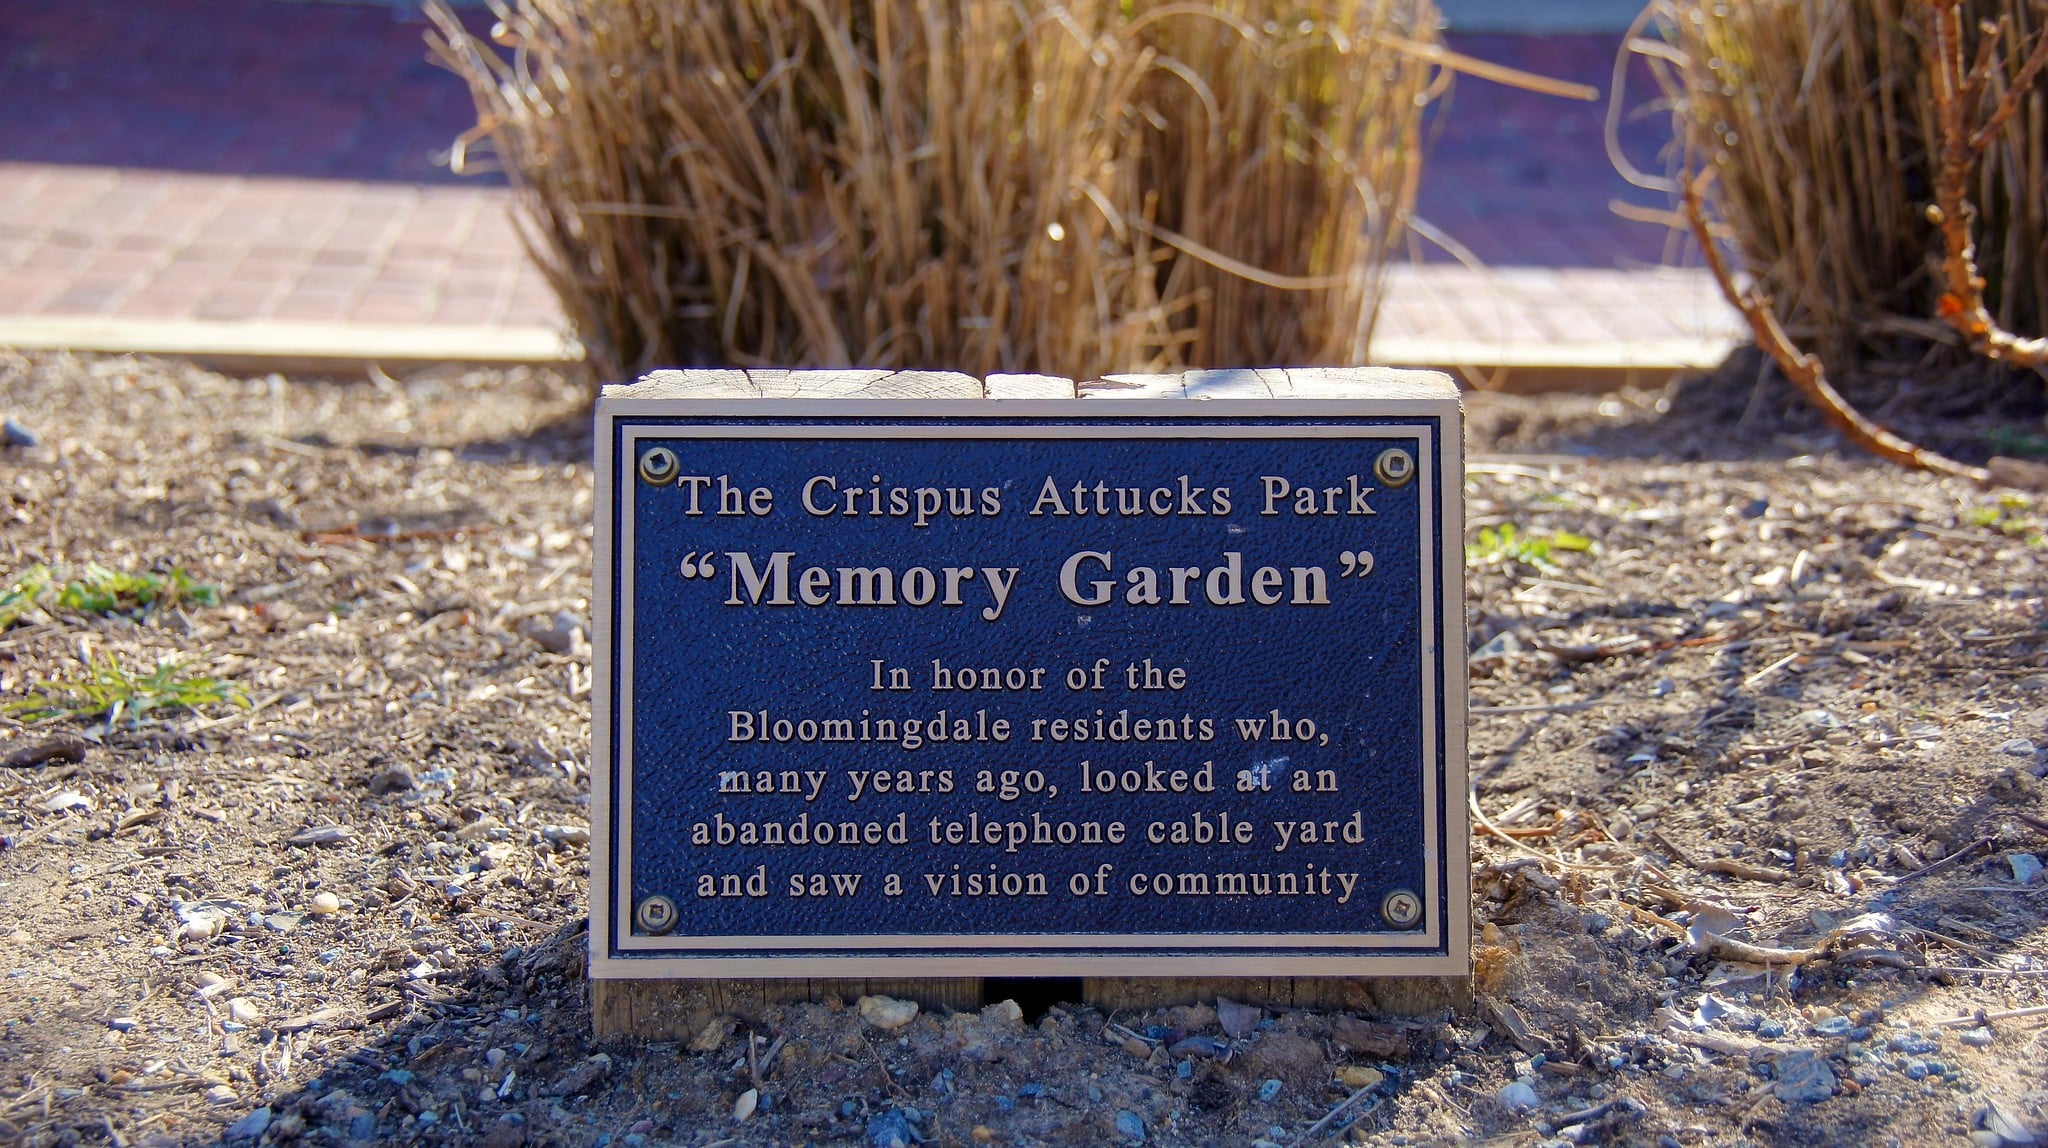 The Crispus Attucks Park
“Memory Garden”
In honor of the
Bloomingdale residents who,
many years ago, looked at an
abandoned telephone cable yard
and saw a vision of community